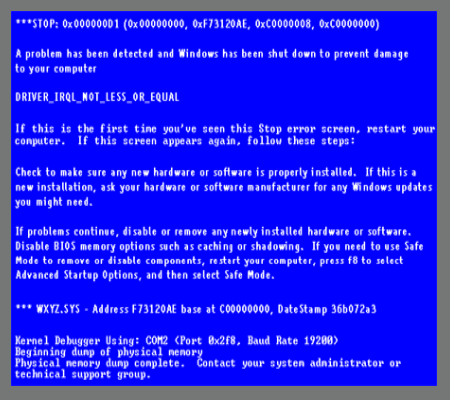 ***STOP: 0x000000D1 (0x00000000, 0xF73120AE, 0xC0000008, 0xC0000000)
A problem has been detected and Windows has been shut down to prevent damage
to your computer
DRIVER_IRQL_NOT_LESS_OR_EQUAL
If this is the first time you've seen this Stop error screen, restart your
computer.  If this screen appears again, follow these steps:
Check to make sure any new hardware or software is properly installed.  If this is a
new installation, ask your hardware or software manufacturer for any Windows updates
you might need.
If problems continue, disable or remove any newly installed hardware or software.
Disable BIOS memory options such as caching or shadowing.  If you need to use Safe
Mode to remove or disable components, restart your computer, press f8 to select
Advanced Startup Options, and then select Safe Mode.
*** WXYZ.SYS - Address F73120AE base at C00000000, DateStamp 36b072a3
Kernel Debugger Using: COM2 (Port 0x2f8, Baud Rate 19200)
Beginning dump of physical memory
Physical memory dump complete.  Contact your system administrator or
technical support group.